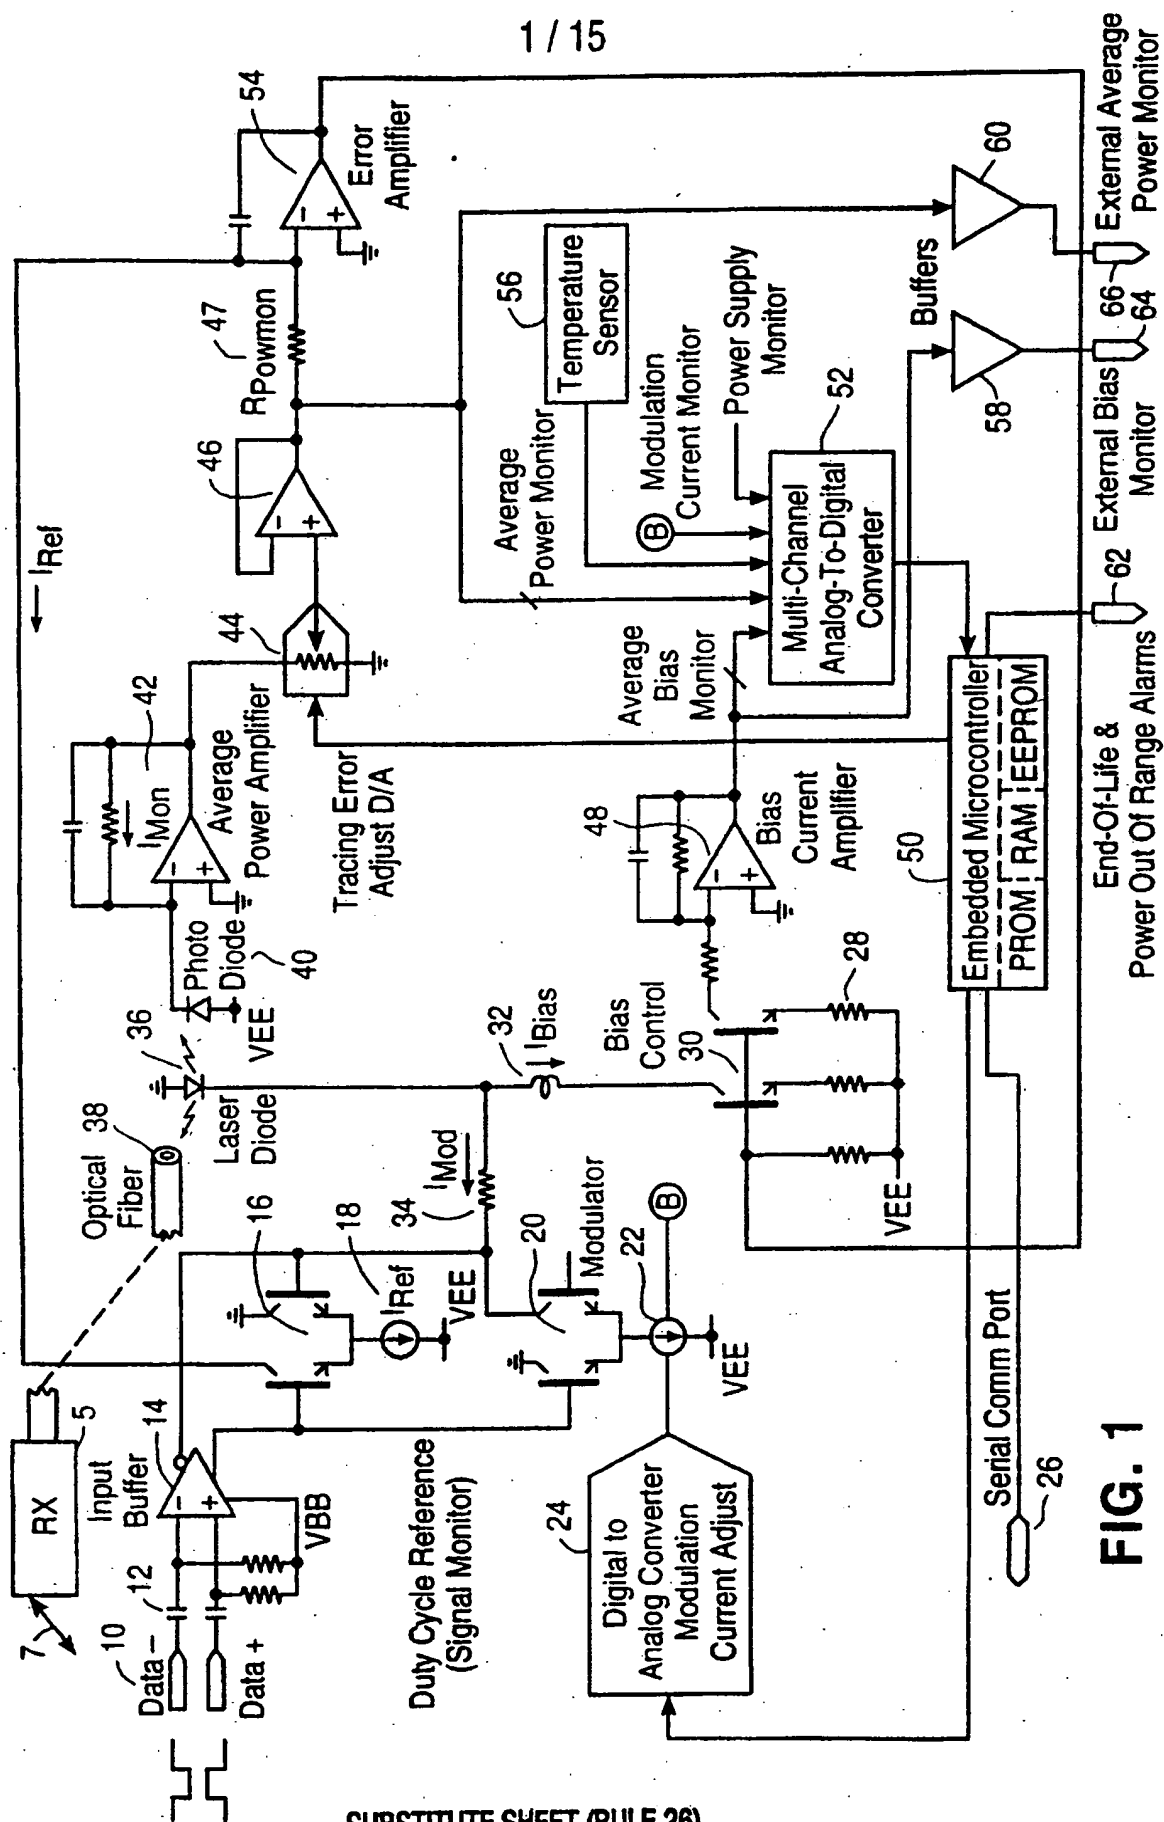 1 / 15
RX
5
7
10
12
14
Data –
Data +
Input
Buffer
VBB
Optical
Fiber
38
36
Laser
Diode
Photo
Diode
40
VEE
IMon
42
Average
Power Amplifier
Tracing Error
Adjust D/A
44
46
IRef
RPowmon
47
54
Error
Amplifier
Duty Cycle Reference
(Signal Monitor)
16
18
IRef
VEE
34
IMod
32
IBias
20
Modulator
22
VEE
B
24
Digital to
Analog Converter
Modulation
Current Adjust
Bias
Control
30
28
VEE
48
Bias
Current
Amplifier
Average
Bias
Monitor
Average
Power Monitor
56
Temperature
Sensor
B
Modulation
Current Monitor
Power Supply
Monitor
52
Multi-Channel
Analog-To-Digital
Converter
Buffers
58
60
50
Embedded Microcontroller
PROM
RAM
EEPROM
Serial Comm Port
26
End-Of-Life &
Power Out Of Range Alarms
62
External Bias
Monitor
64
External Average
Power Monitor
66
FIG. 1
SUBSTITUTE SHEET (RULE 26)